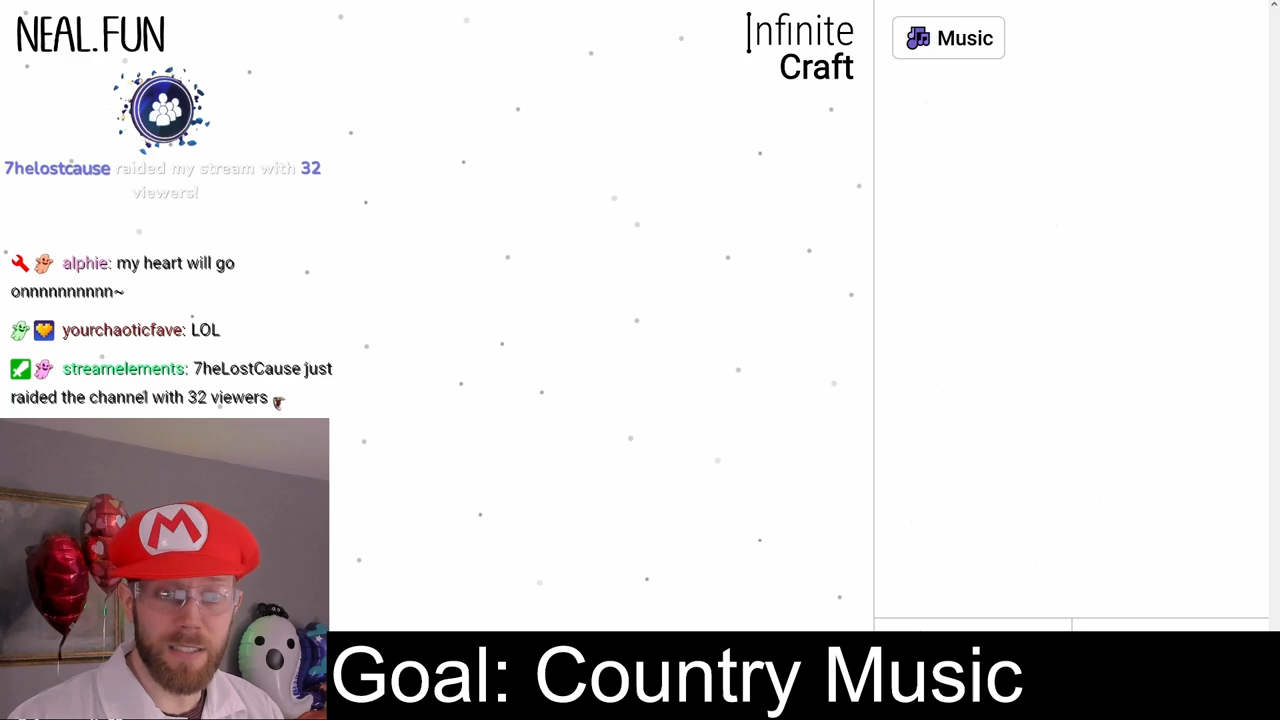 NEAL.FUN
Infinite
Craft
Music
7helostcause raided my stream with 32
viewers!
alphie: my heart will go
onnnnnnnnnn~
yourchaoticfave: LOL
streamelements: 7heLostCause just
raided the channel with 32 viewers
M
Goal: Country Music